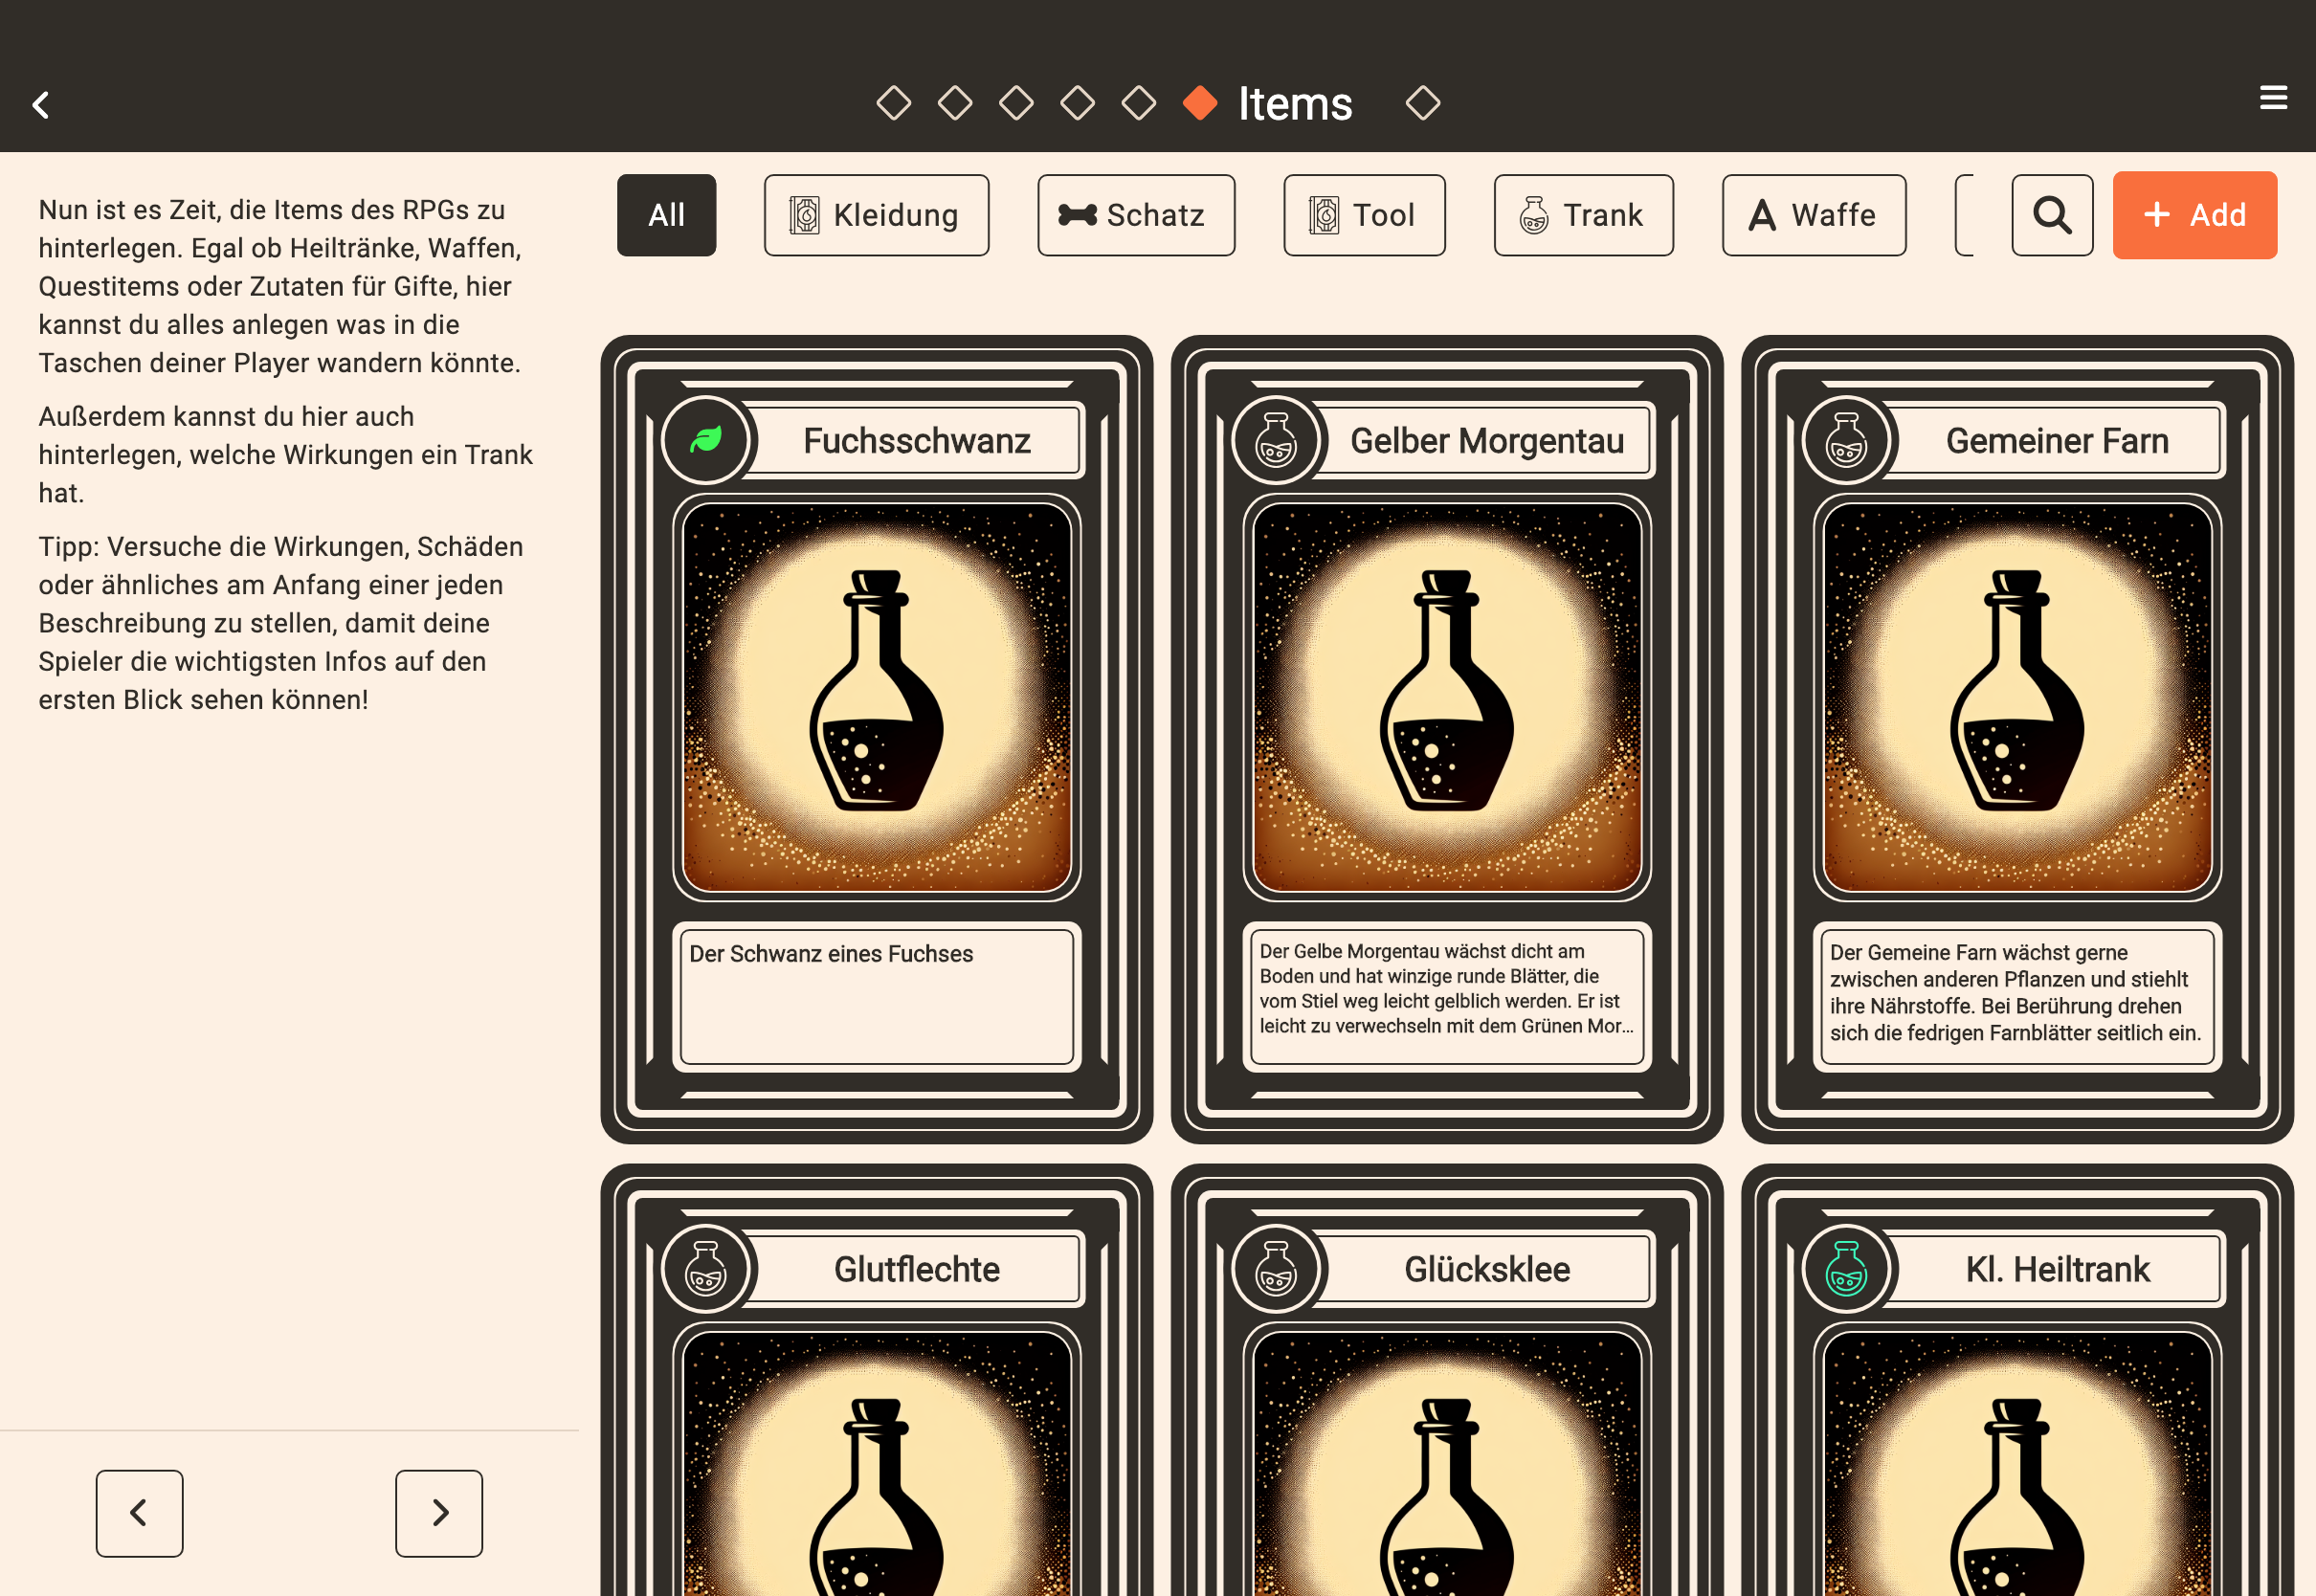 Items
Nun ist es Zeit, die Items des RPGs zu
hinterlegen. Egal ob Heiltränke, Waffen,
Questitems oder Zutaten für Gifte, hier
kannst du alles anlegen was in die
Taschen deiner Player wandern könnte.
Außerdem kannst du hier auch
hinterlegen, welche Wirkungen ein Trank
hat.
Tipp: Versuche die Wirkungen, Schäden
oder ähnliches am Anfang einer jeden
Beschreibung zu stellen, damit deine
Spieler die wichtigsten Infos auf den
ersten Blick sehen können!
All
Kleidung
Schatz
Tool
Trank
Waffe
+ Add
Fuchsschwanz
Der Schwanz eines Fuchses
Gelber Morgentau
Der Gelbe Morgentau wächst dicht am
Boden und hat winzige runde Blätter, die
vom Stiel weg leicht gelblich werden. Er ist
leicht zu verwechseln mit dem Grünen Mor...
Gemeiner Farn
Der Gemeine Farn wächst gerne
zwischen anderen Pflanzen und stiehlt
ihre Nährstoffe. Bei Berührung drehen
sich die fedrigen Farnblätter seitlich ein.
Glutflechte
Glücksklee
Kl. Heiltrank